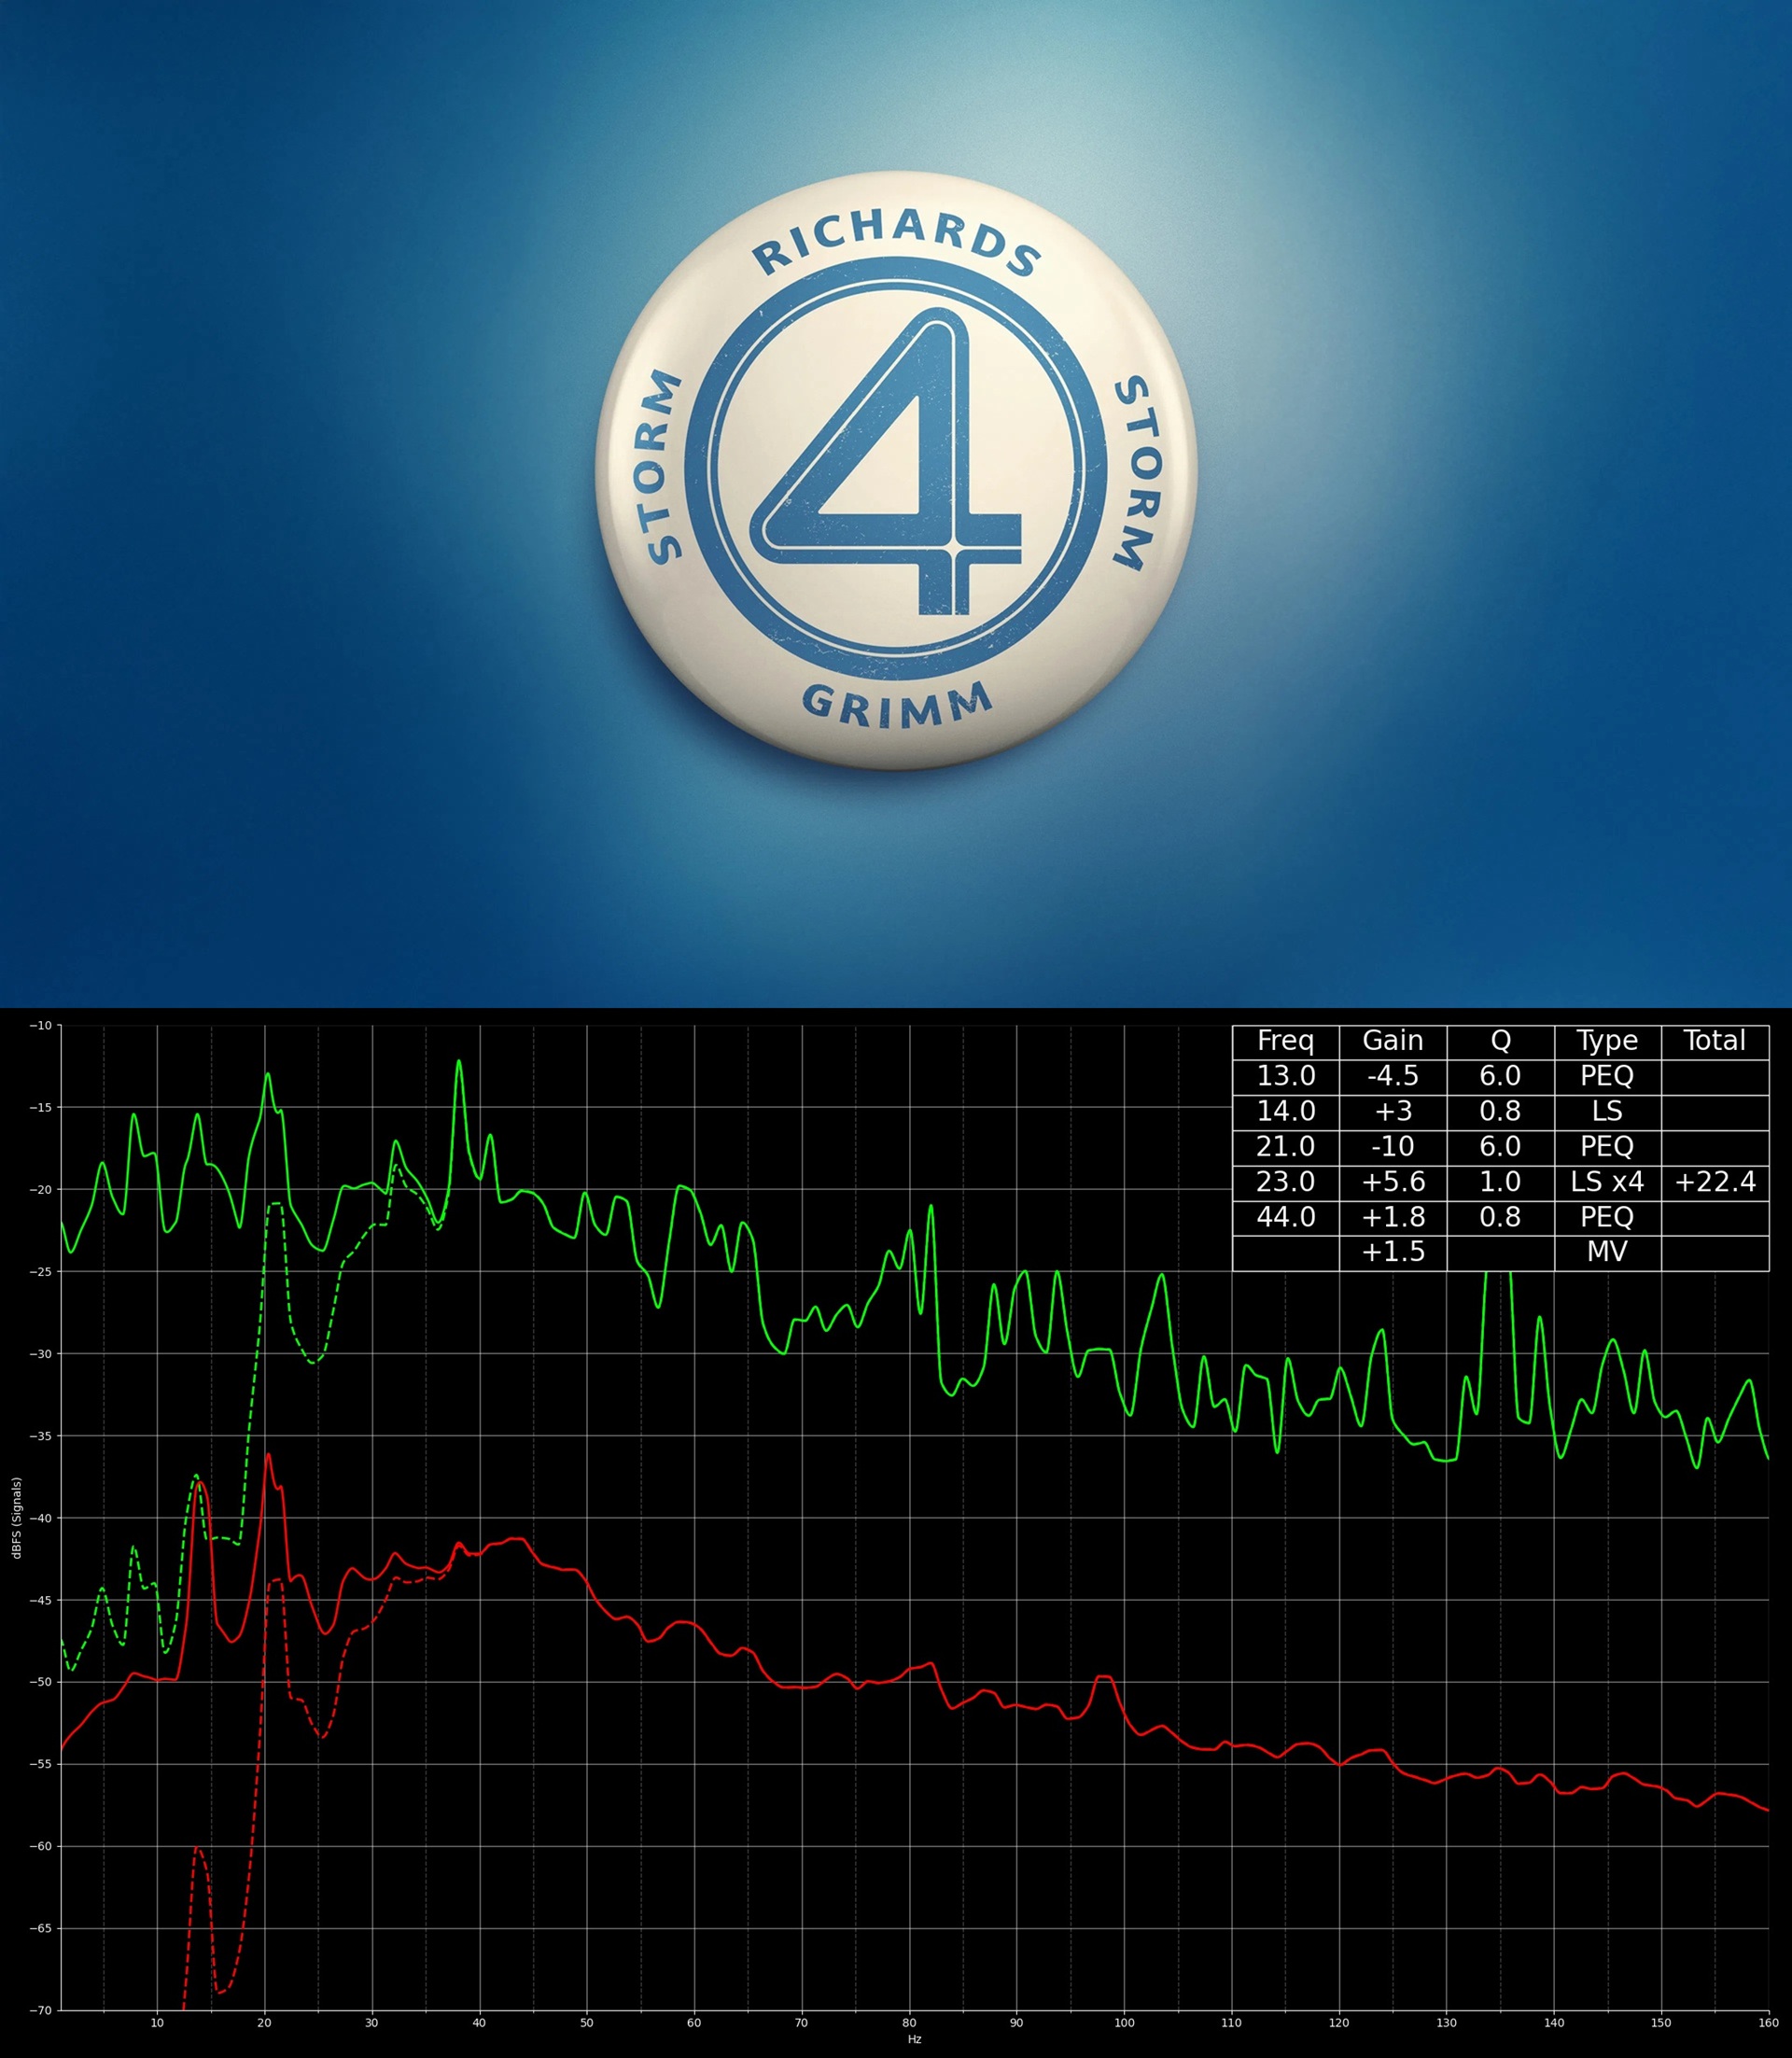 RICHARDS
STORM
4
STORM
GRIMM
Freq Gain Q Type Total
13.0 -4.5 6.0 PEQ
14.0 +3 0.8 LS
21.0 -10 6.0 PEQ
23.0 +5.6 1.0 LS x4 +22.4
44.0 +1.8 0.8 PEQ
+1.5 MV
−10
−15
−20
−25
−30
−35
−40
−45
−50
−55
−60
−65
−70
dBFS (Signals)
10 20 30 40 50 60 70 80 90 100 110 120 130 140 150 160
Hz